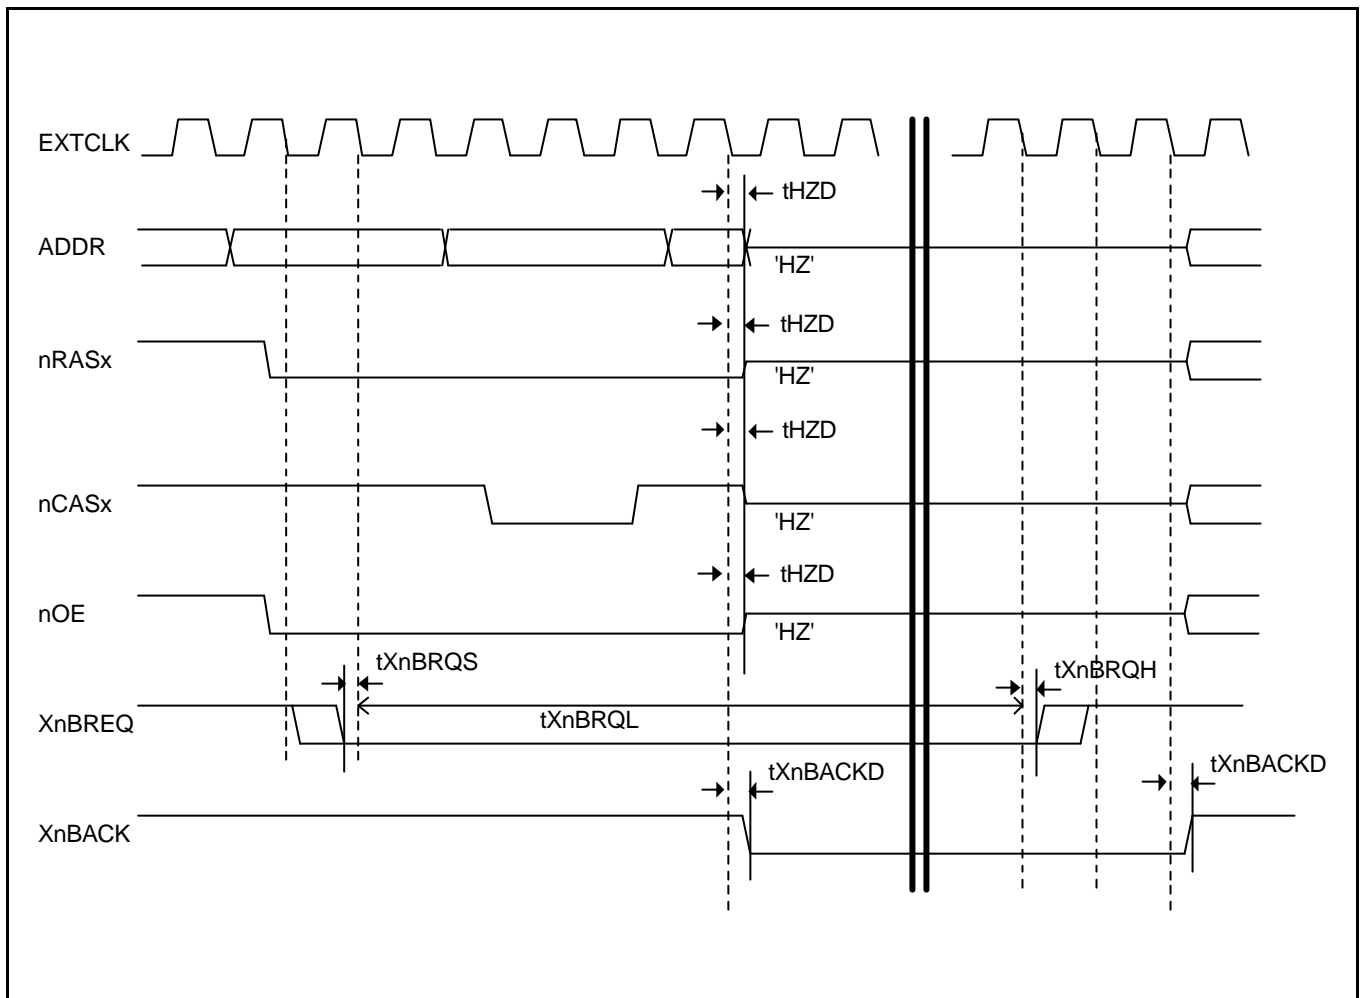 EXTCLK
tHZD
ADDR
'HZ'
tHZD
nRASx
'HZ'
tHZD
nCASx
'HZ'
tHZD
nOE
'HZ'
tXnBRQS
tXnBRQH
XnBREQ
tXnBRQL
tXnBACKD
tXnBACKD
XnBACK